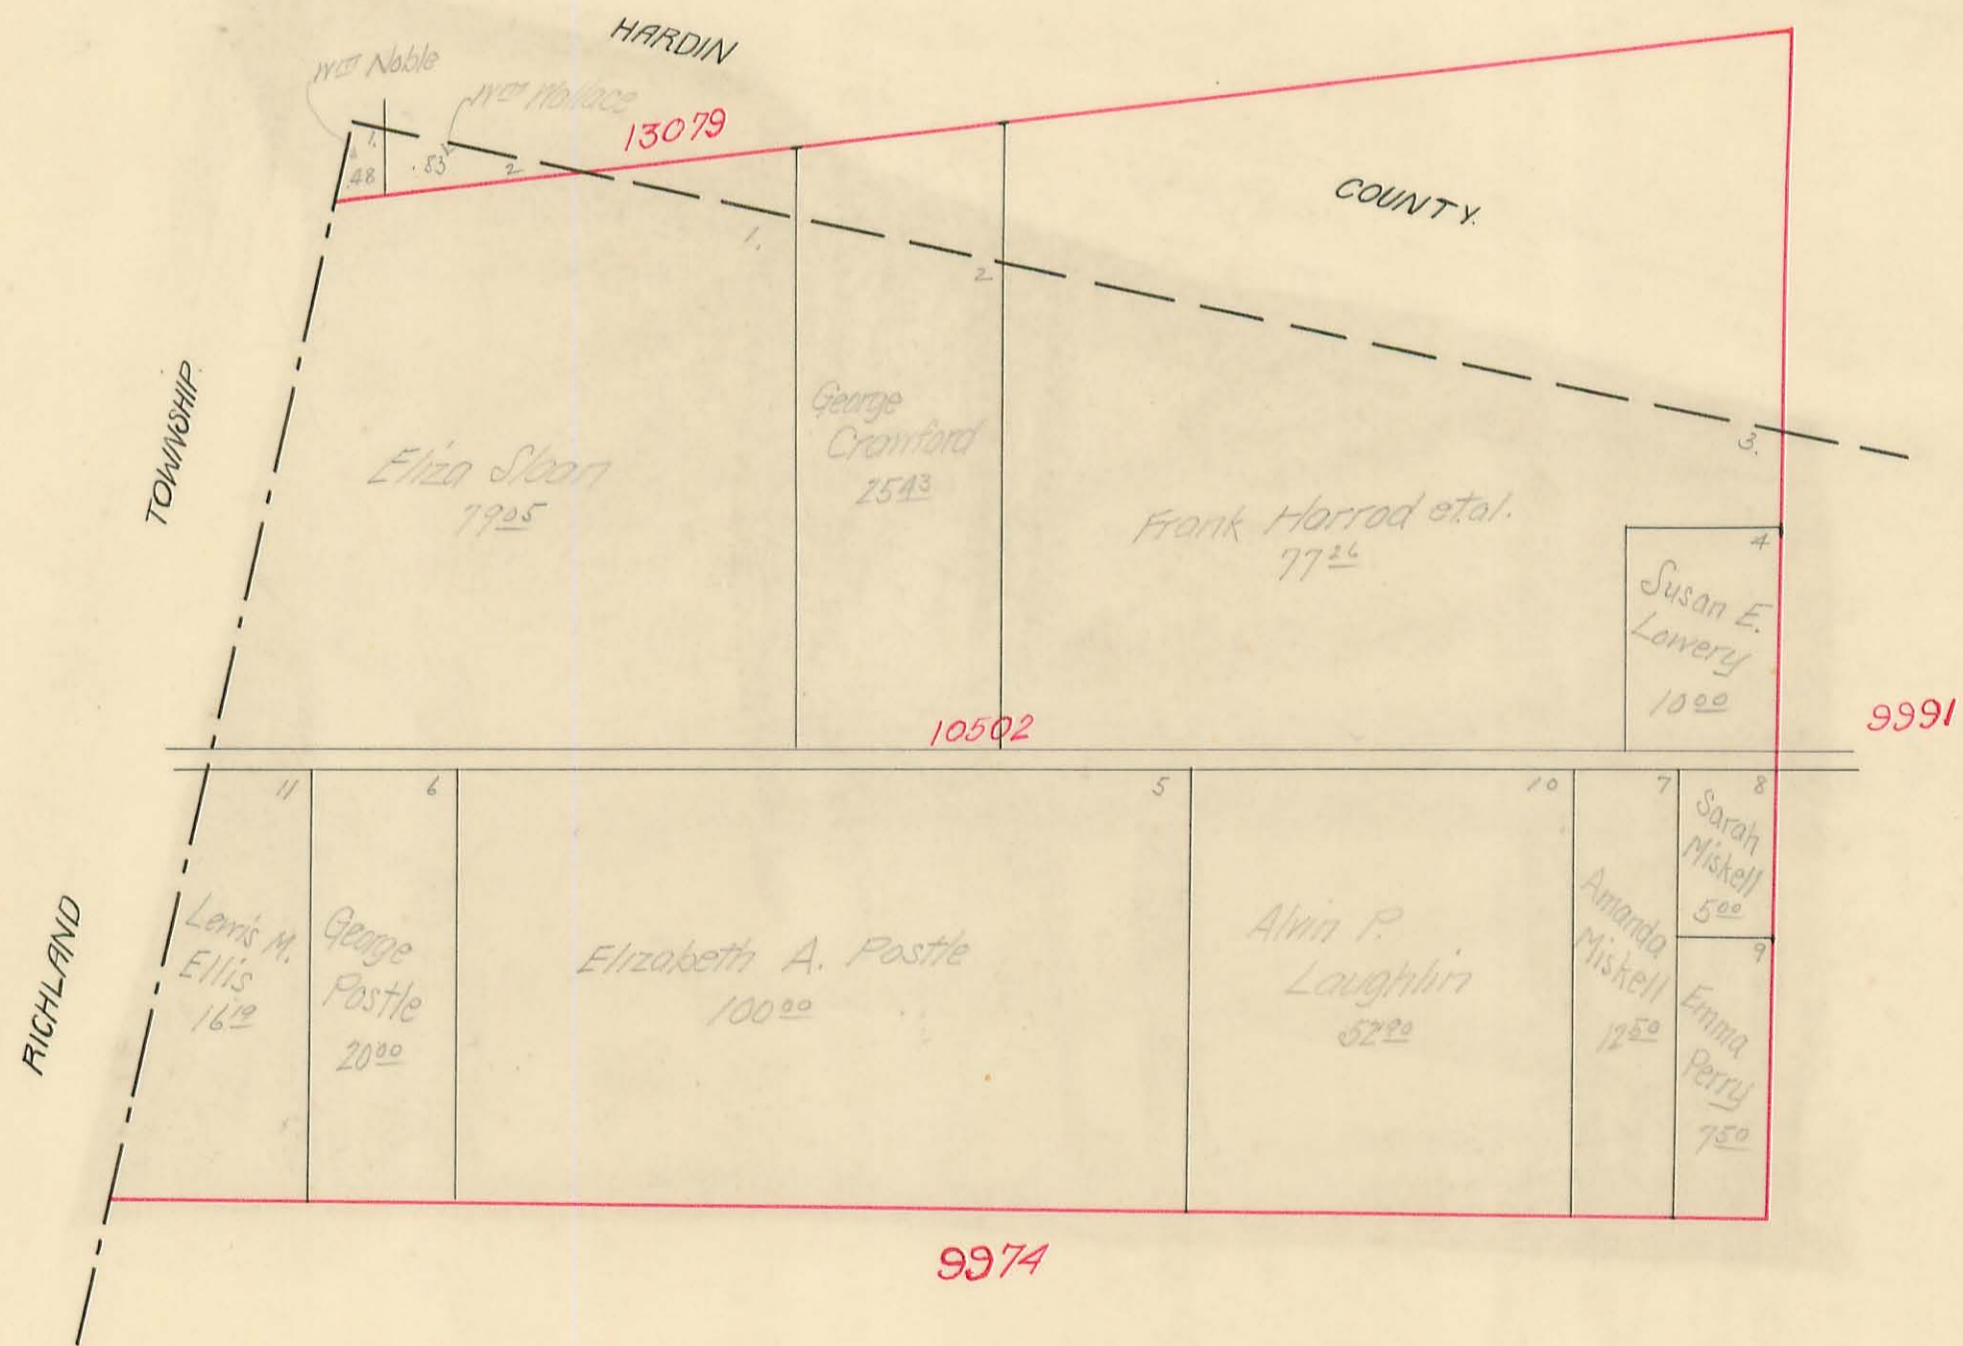 HARDIN
Wm Noble
Wm Wallace
13079
1.
.48
.83
2
COUNTY.
1.
2
3.
TOWNSHIP.
George
Crawford
25 43
Eliza Sloan
79 05
Frank Harrod et.al.
77 26
4
Susan E.
Lowery
10 00
10502
9991
11
6
5
10
7
8
Sarah
Miskell
5 00
9
RICHLAND
Lewis M.
Ellis
16 19
George
Postle
20 00
Elizabeth A. Postle
100 00
Alvin P.
Laughlin
52 90
Amanda
Miskell
12 50
Emma
Perry
7 50
9974